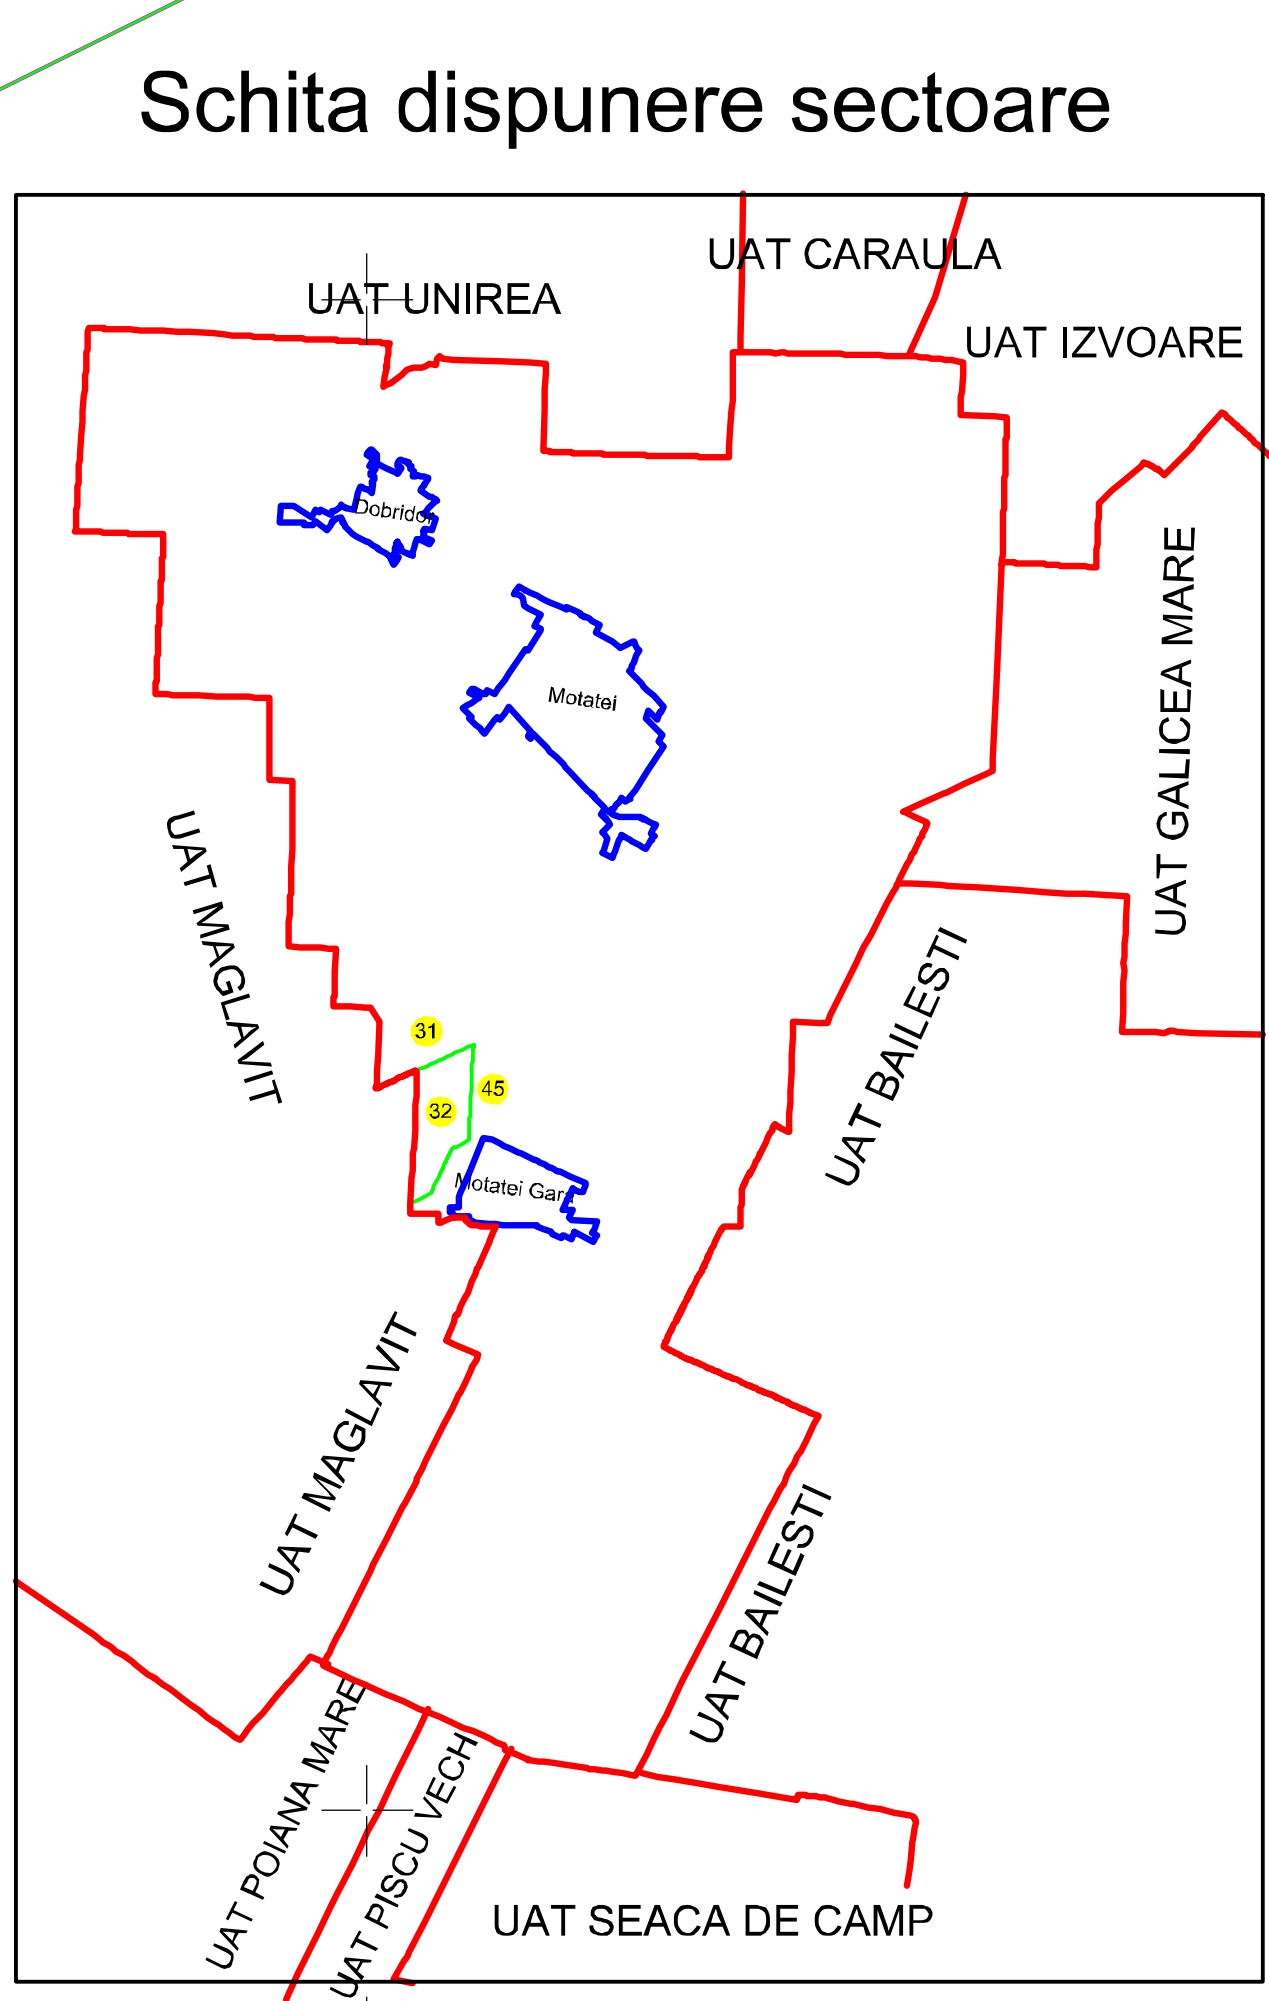 Schita dispunere sectoare
UAT CARAULA
UAT UNIREA
UAT IZVOARE
Dobridor
UAT GALICEA MARE
Motatei
UAT MAGLAVIT
UAT BAILESTI
31
45
32
Motatei Gara
UAT MAGLAVIT
UAT BAILESTI
UAT POIANA MARE
UAT PISCU VECH
UAT SEACA DE CAMP